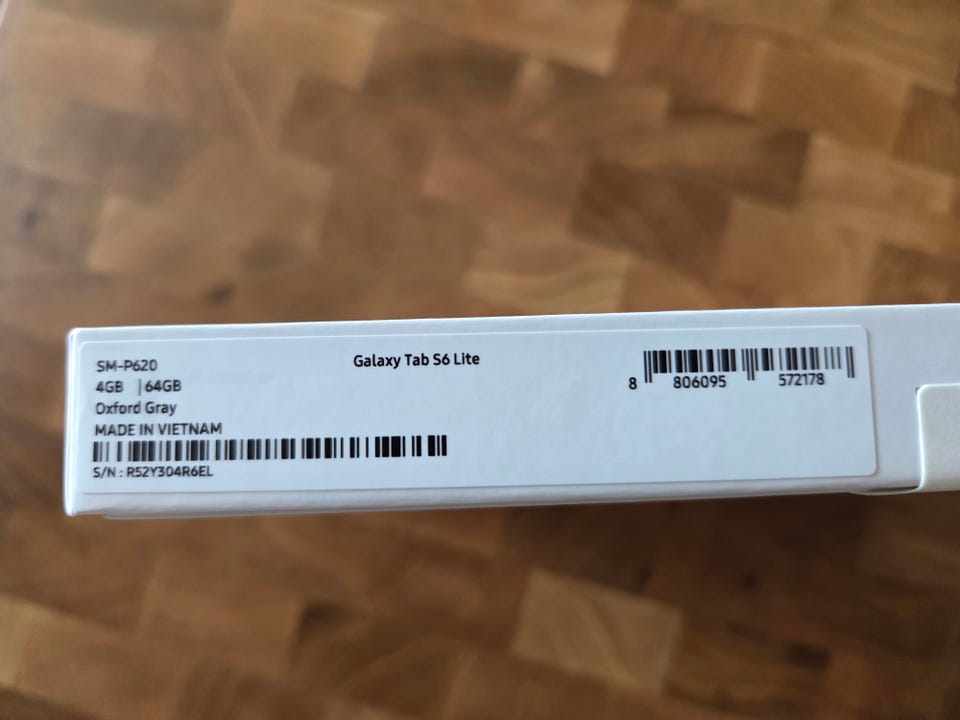 SM-P620
4GB | 64GB
Oxford Gray
MADE IN VIETNAM
S/N : R52Y304R6EL
Galaxy Tab S6 Lite
8 806095 572178